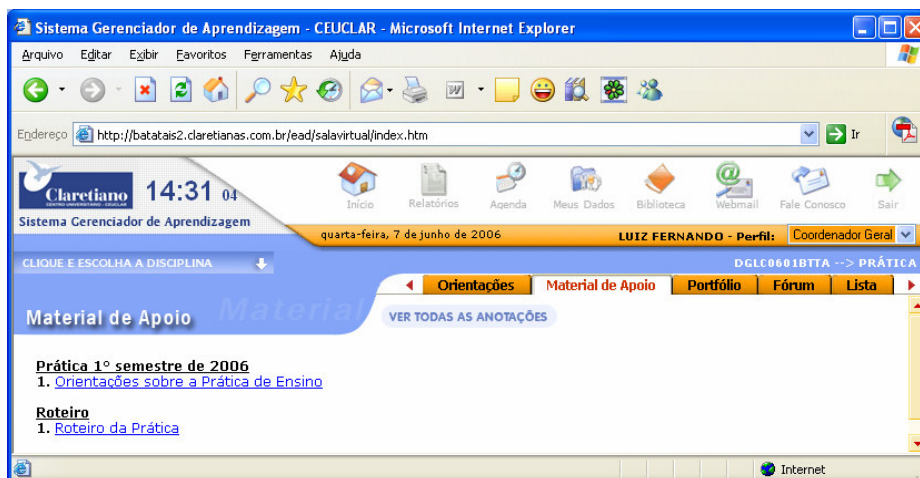 Sistema Gerenciador de Aprendizagem - CEUCLAR - Microsoft Internet Explorer
Arquivo Editar Exibir Favoritos Ferramentas Ajuda
Endereço http://batatais2.claretianas.com.br/ead/salavirtual/index.htm Ir
Claretiano 14:31 04
CENTRO UNIVERSITÁRIO - CEUCLAR
Sistema Gerenciador de Aprendizagem
Início Relatórios Agenda Meus Dados Biblioteca Webmail Fale Conosco Sair
quarta-feira, 7 de junho de 2006 LUIZ FERNANDO - Perfil: Coordenador Geral
CLIQUE E ESCOLHA A DISCIPLINA DGLC0601BTTA --> PRÁTICA
Orientações Material de Apoio Portfólio Fórum Lista
Material de Apoio Material VER TODAS AS ANOTAÇÕES
Prática 1º semestre de 2006
1. Orientações sobre a Prática de Ensino
Roteiro
1. Roteiro da Prática
Internet